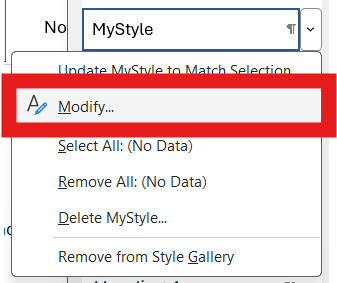 No
MyStyle ¶
Update MyStyle to Match Selection
Modify...
Select All: (No Data)
Remove All: (No Data)
Delete MyStyle...
Remove from Style Gallery